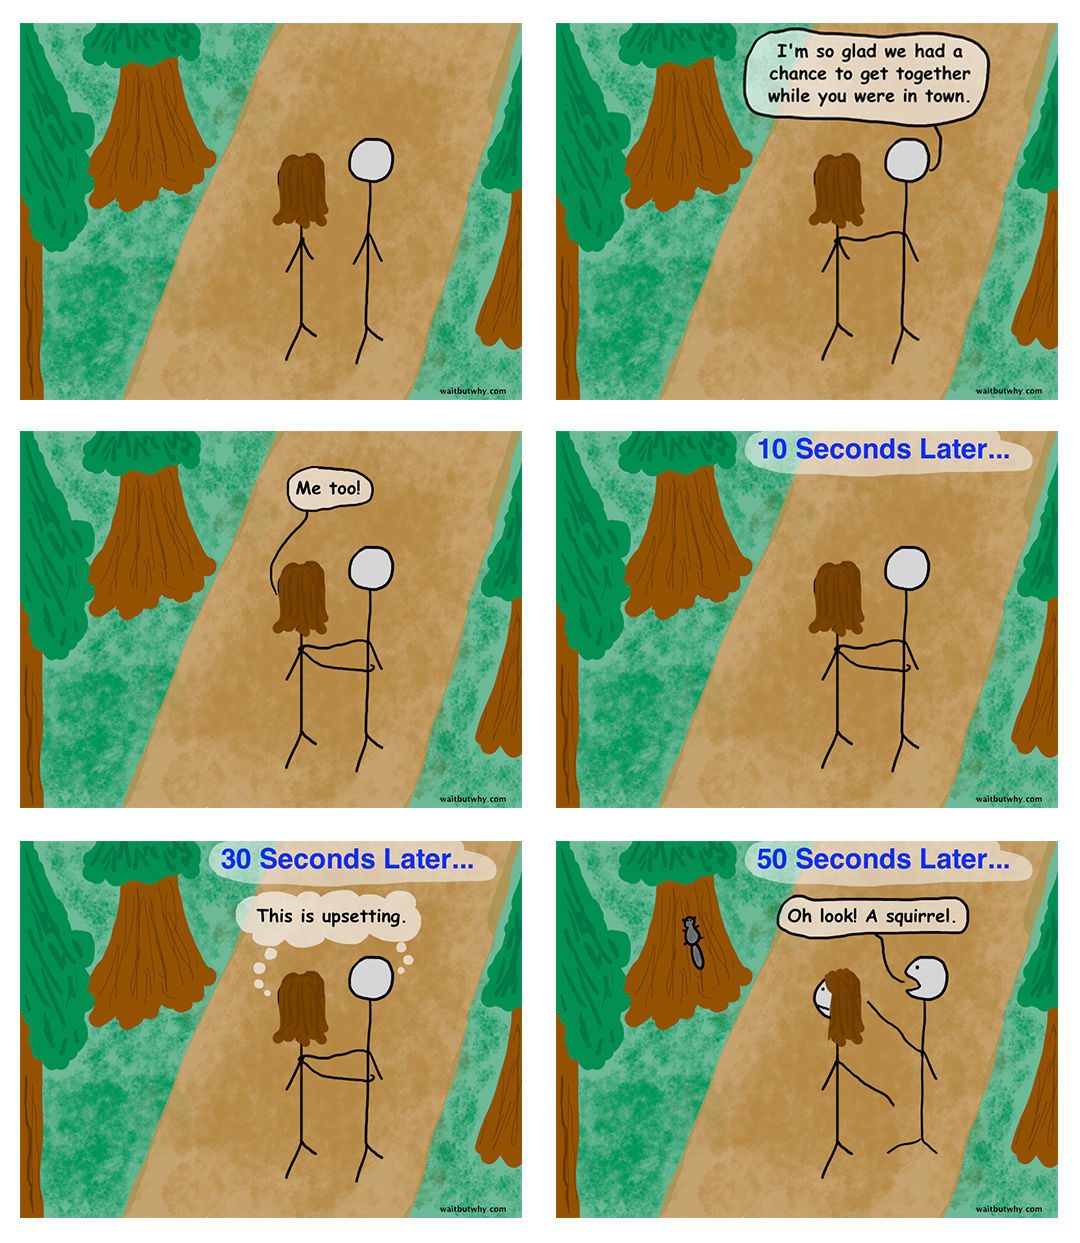 waitbutwhy.com
I'm so glad we had a
chance to get together
while you were in town.
waitbutwhy.com
Me too!
waitbutwhy.com
10 Seconds Later...
waitbutwhy.com
30 Seconds Later...
This is upsetting.
waitbutwhy.com
50 Seconds Later...
Oh look! A squirrel.
waitbutwhy.com